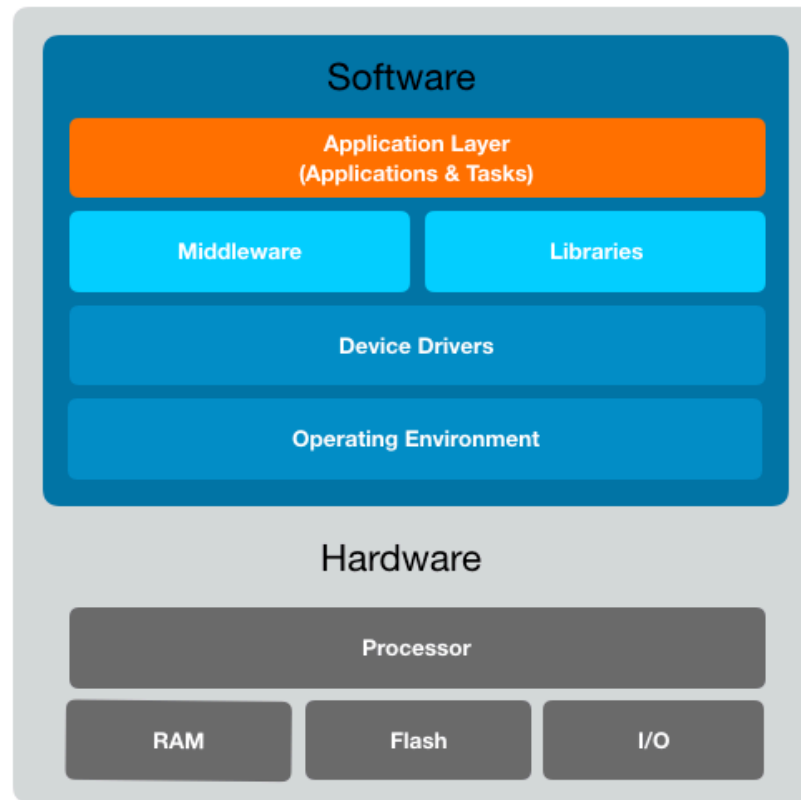 Software
Application Layer
(Applications & Tasks)
Middleware
Libraries
Device Drivers
Operating Environment
Hardware
Processor
RAM
Flash
I/O